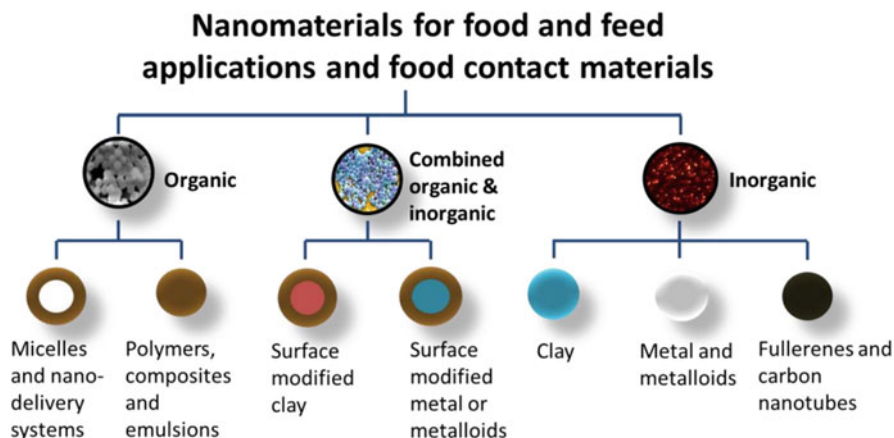 Nanomaterials for food and feed
applications and food contact materials
Organic
Combined
organic &
inorganic
Inorganic
Micelles
and nano-
delivery
systems
Polymers,
composites
and
emulsions
Surface
modified
clay
Surface
modified
metal or
metalloids
Clay
Metal and
metalloids
Fullerenes and
carbon
nanotubes